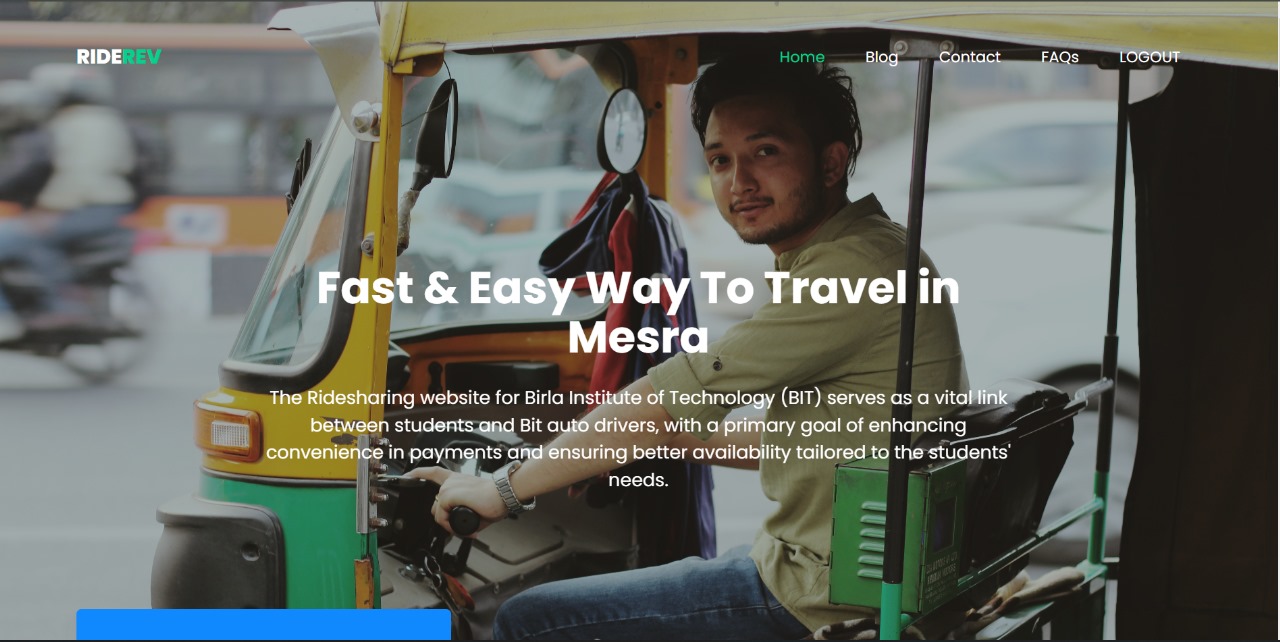 RIDEREV
Home Blog Contact FAQs LOGOUT
Fast & Easy Way To Travel in
Mesra
The Ridesharing website for Birla Institute of Technology (BIT) serves as a vital link
between students and Bit auto drivers, with a primary goal of enhancing
convenience in payments and ensuring better availability tailored to the students'
needs.